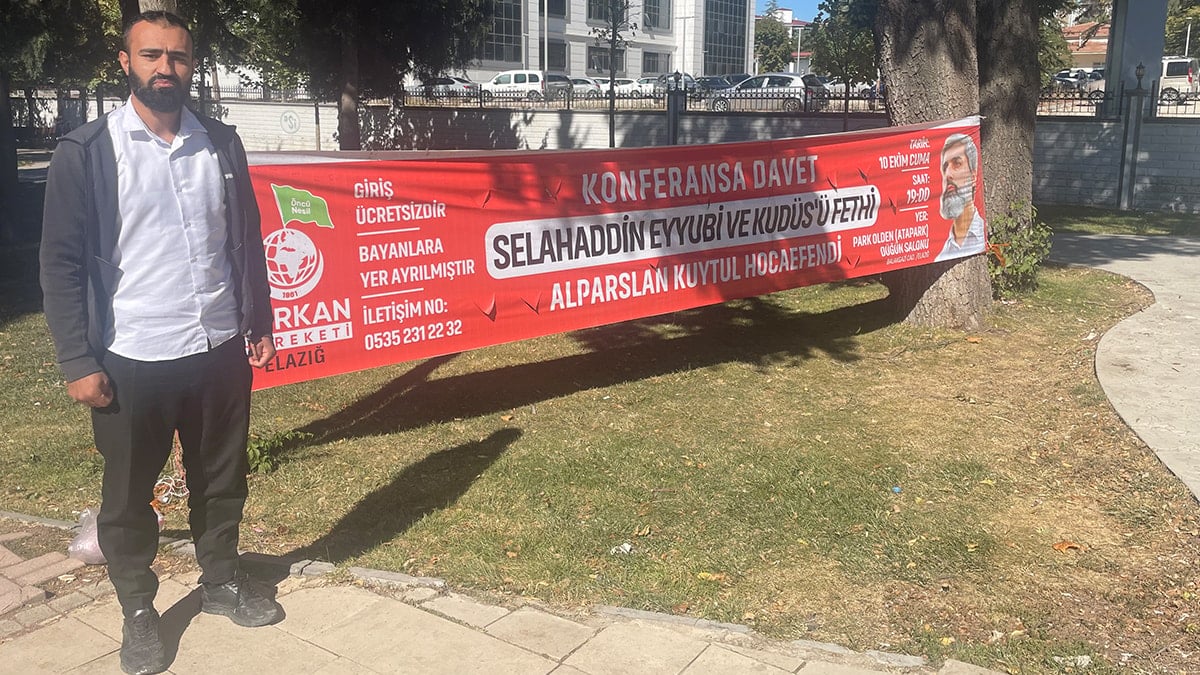 Öncü
Nesil
1981
RKAN
REKETİ
ELAZIĞ
GİRİŞ
ÜCRETSİZDİR
BAYANLARA
YER AYRILMIŞTIR
İLETİŞİM NO:
0535 231 22 32
KONFERANSA DAVET
SELAHADDİN EYYUBİ VE KUDÜS'Ü FETHİ
ALPARSLAN KUYTUL HOCAEFENDİ
TARİH:
10 EKİM CUMA
SAAT:
19:00
YER:
PARK OLDEN (ATAPARK)
DÜĞÜN SALONU